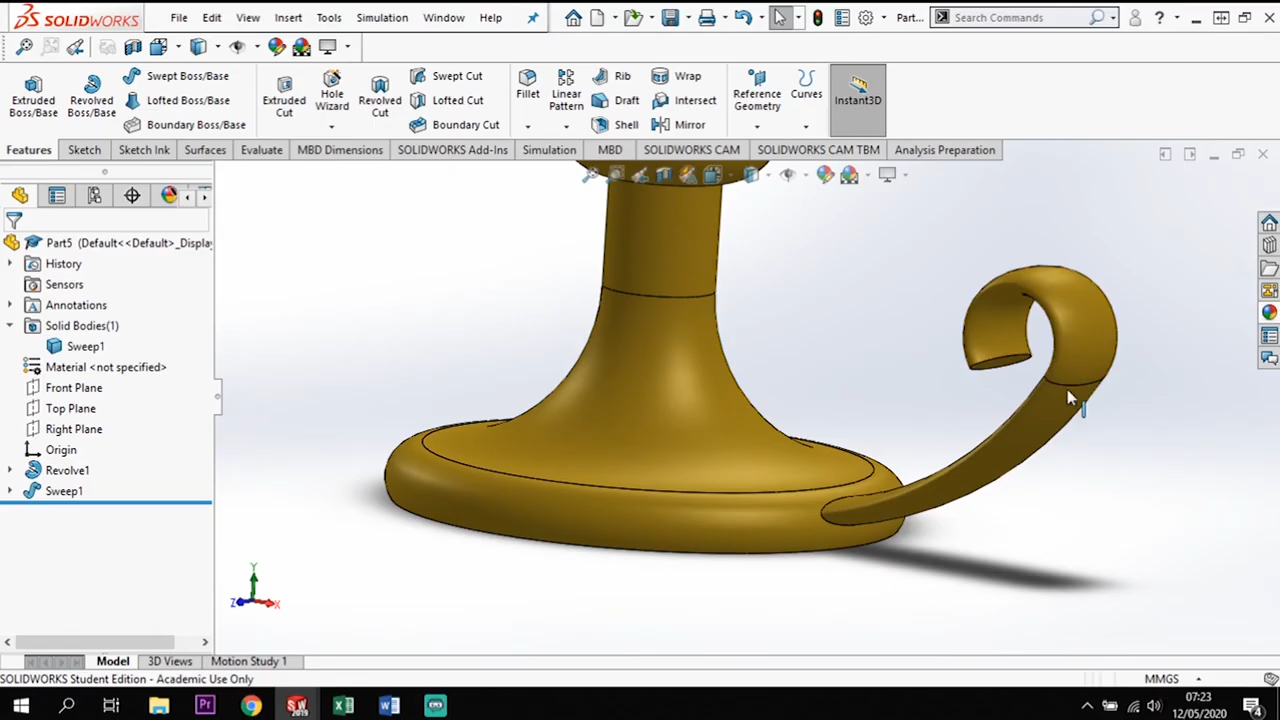 SOLIDWORKS File Edit View Insert Tools Simulation Window Help Part... Search Commands ?
Extruded Boss/Base
Revolved Boss/Base
Swept Boss/Base
Lofted Boss/Base
Boundary Boss/Base
Extruded Cut
Hole Wizard
Revolved Cut
Swept Cut
Lofted Cut
Boundary Cut
Fillet
Linear Pattern
Rib
Draft
Shell
Wrap
Intersect
Mirror
Reference Geometry
Curves
Instant3D
Features Sketch Sketch Ink Surfaces Evaluate MBD Dimensions SOLIDWORKS Add-Ins Simulation MBD SOLIDWORKS CAM SOLIDWORKS CAM TBM Analysis Preparation
Part5 (Default<<Default>_Display
History
Sensors
Annotations
Solid Bodies(1)
Sweep1
Material <not specified>
Front Plane
Top Plane
Right Plane
Origin
Revolve1
Sweep1
Y
Z X
Model 3D Views Motion Study 1
SOLIDWORKS Student Edition - Academic Use Only MMGS
Pr SW 2019 X W 07:23
12/05/2020 4